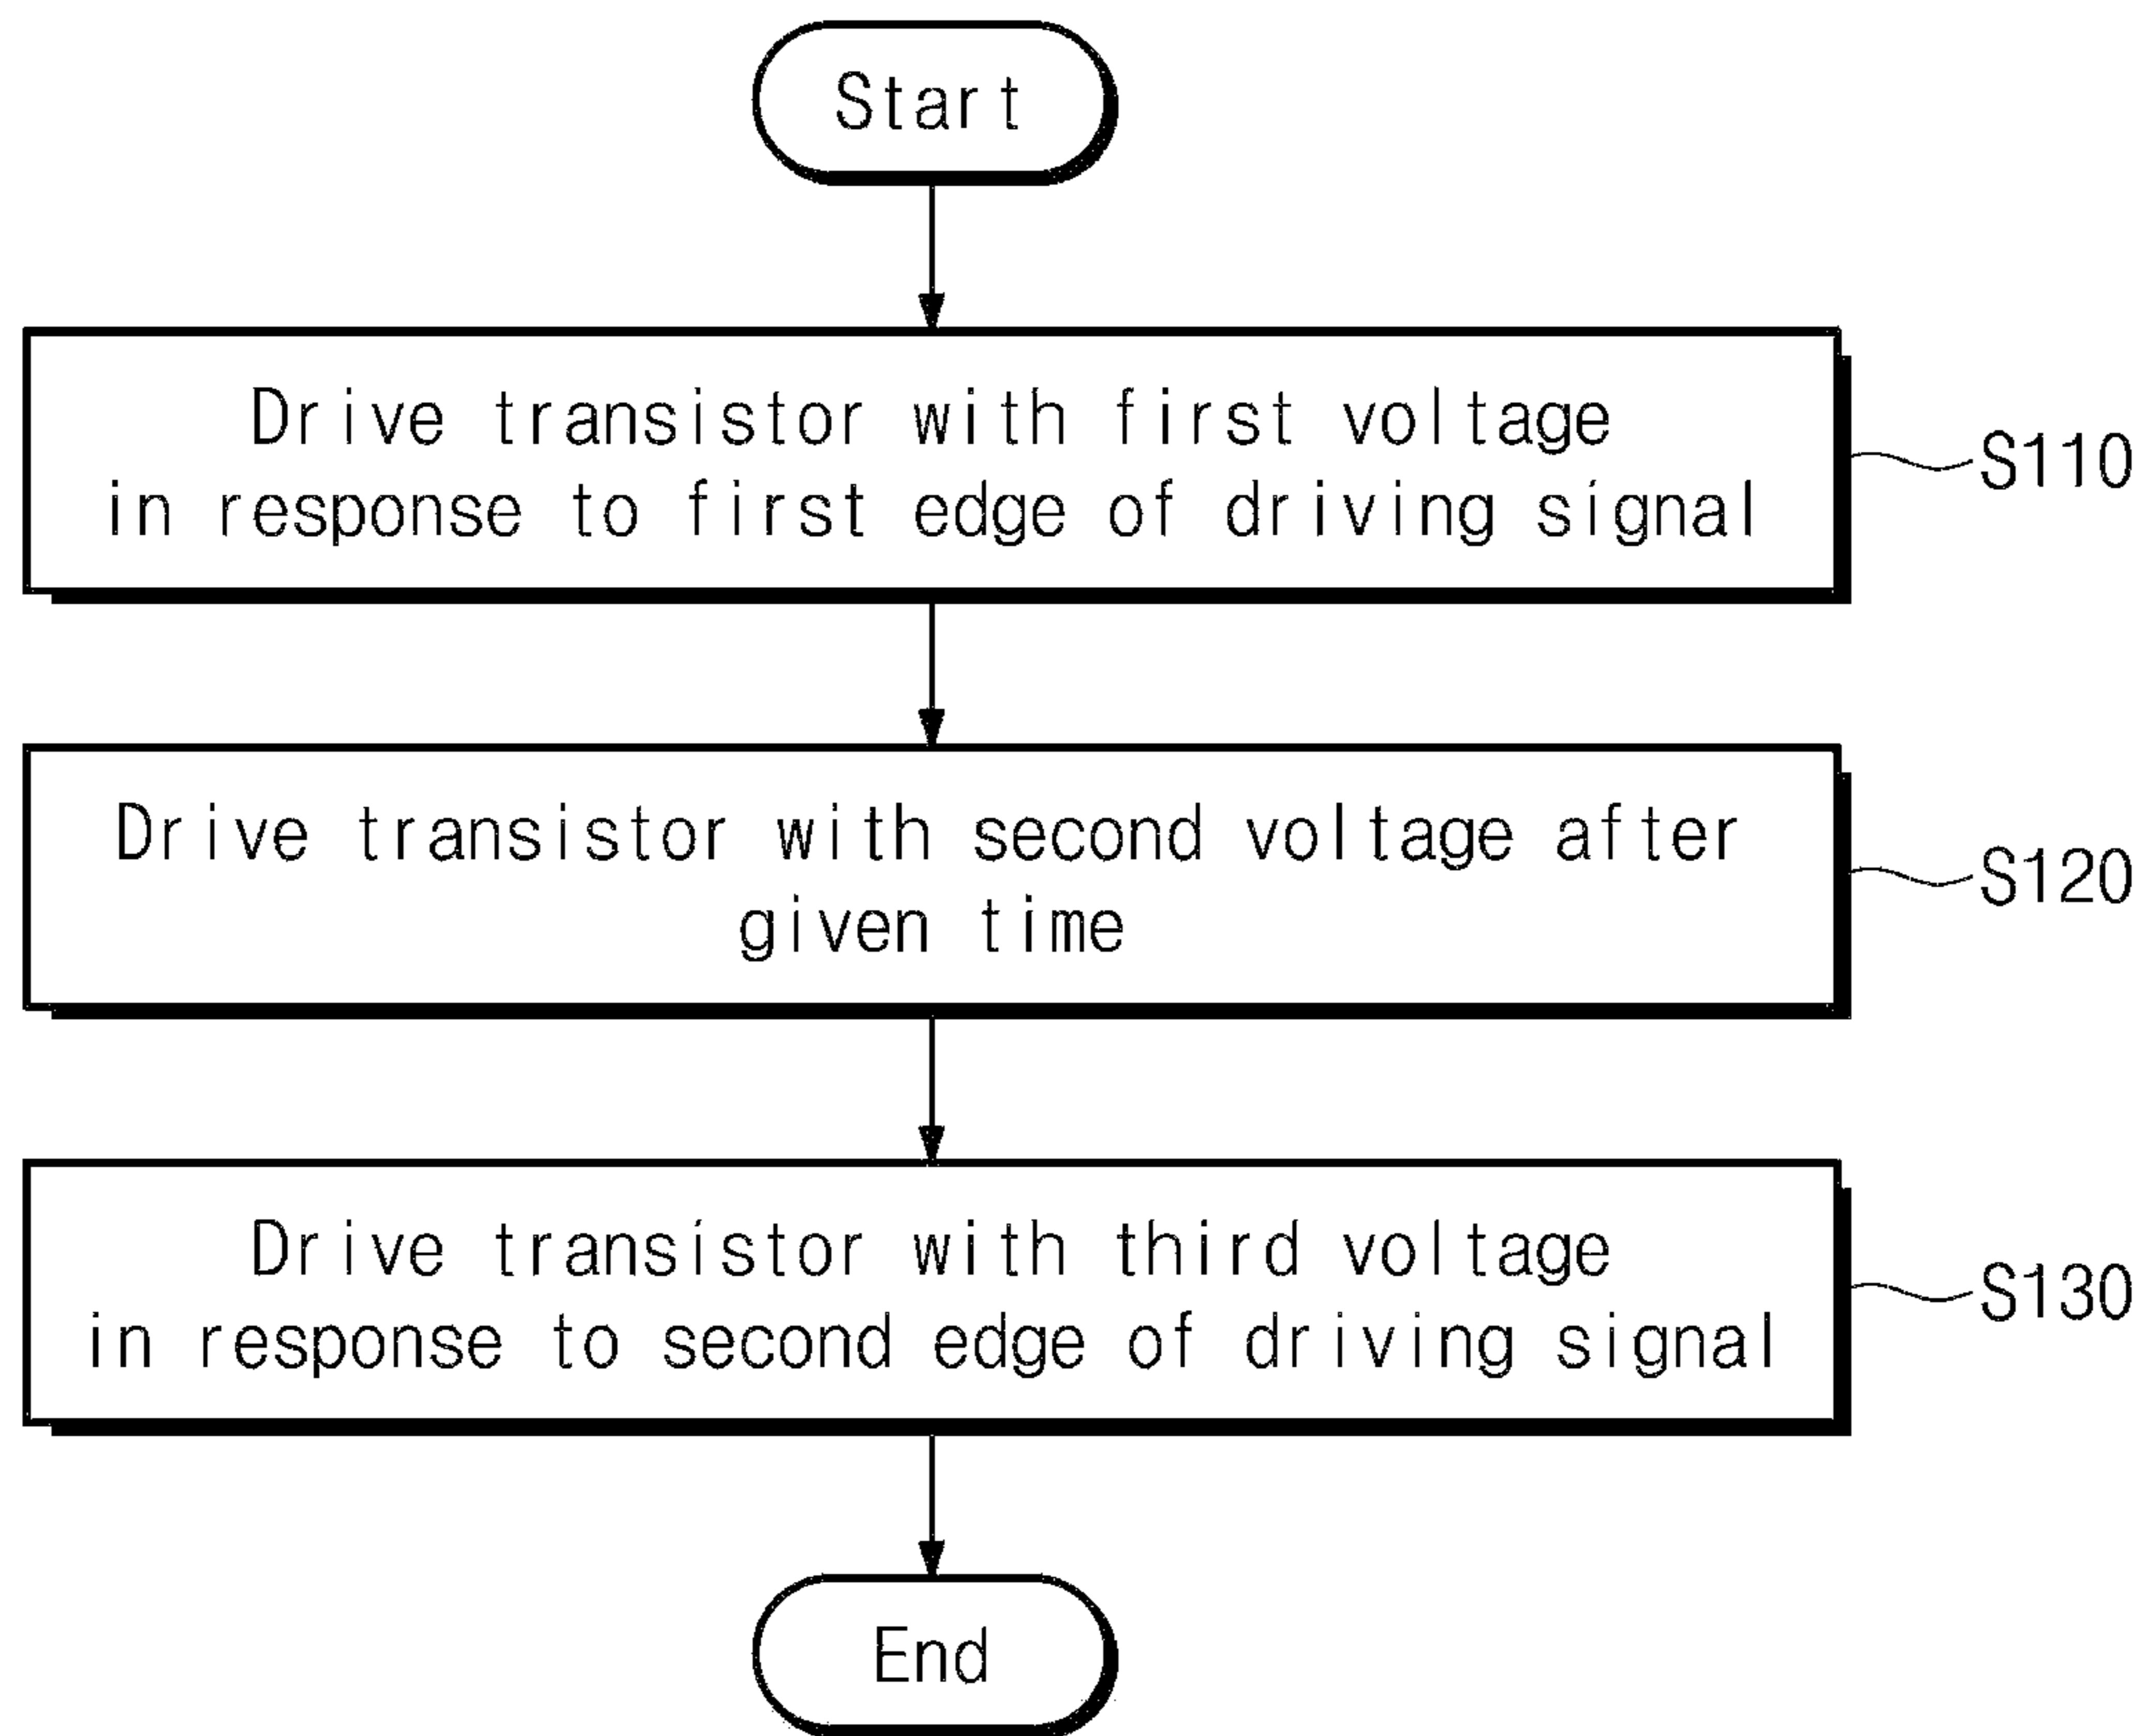 Start
Drive transistor with first voltage
in response to first edge of driving signal
S110
Drive transistor with second voltage after
given time
S120
Drive transistor with third voltage
in response to second edge of driving signal
S130
End